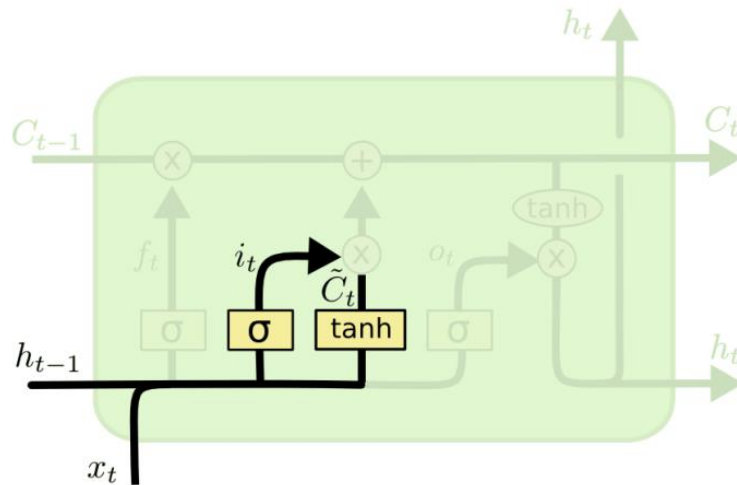 h_t
C_{t-1} × + C_t
tanh
f_t i_t × o_t ×
C̃_t
σ σ tanh σ
h_{t-1} h_t
x_t